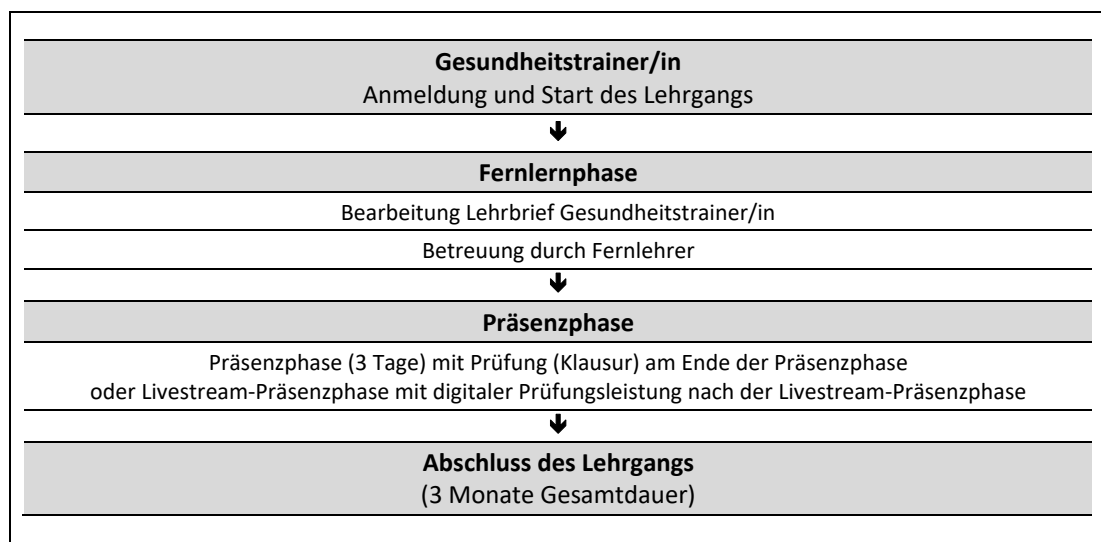 Gesundheitstrainer/in
Anmeldung und Start des Lehrgangs
🡻
Fernlernphase
Bearbeitung Lehrbrief Gesundheitstrainer/in
Betreuung durch Fernlehrer
🡻
Präsenzphase
Präsenzphase (3 Tage) mit Prüfung (Klausur) am Ende der Präsenzphase
oder Livestream-Präsenzphase mit digitaler Prüfungsleistung nach der Livestream-Präsenzphase
🡻
Abschluss des Lehrgangs
(3 Monate Gesamtdauer)